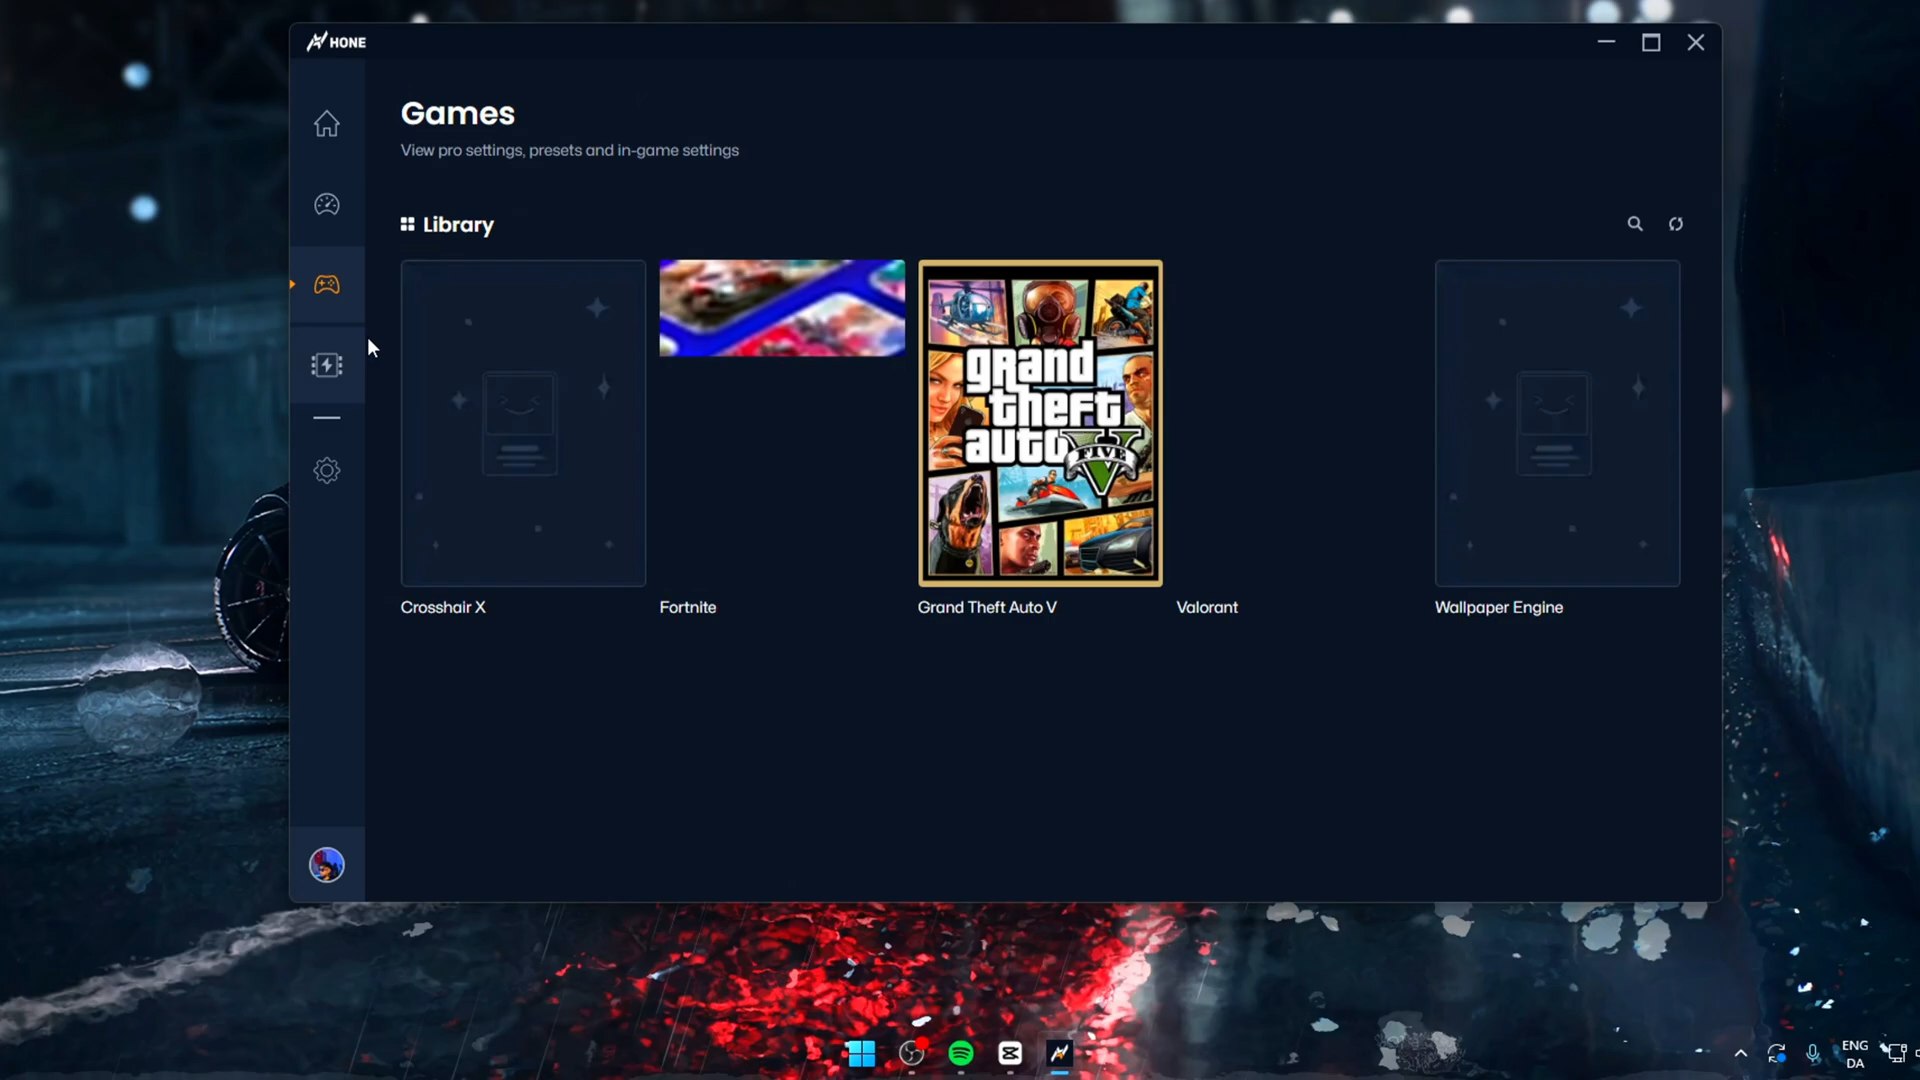 HONE
Games
View pro settings, presets and in-game settings
Library
grand
theft
auto
FIVE
Crosshair X
Fortnite
Grand Theft Auto V
Valorant
Wallpaper Engine
ENG
DA